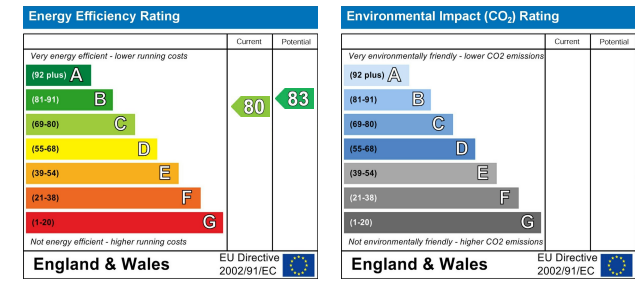 Energy Efficiency Rating
Current Potential
Very energy efficient - lower running costs
(92 plus) A
(81-91) B
(69-80) C
(55-68) D
(39-54) E
(21-38) F
(1-20) G
80
83
Not energy efficient - higher running costs
England & Wales
EU Directive
2002/91/EC
Environmental Impact (CO₂) Rating
Current Potential
Very environmentally friendly - lower CO2 emissions
(92 plus) A
(81-91) B
(69-80) C
(55-68) D
(39-54) E
(21-38) F
(1-20) G
Not environmentally friendly - higher CO2 emissions
England & Wales
EU Directive
2002/91/EC